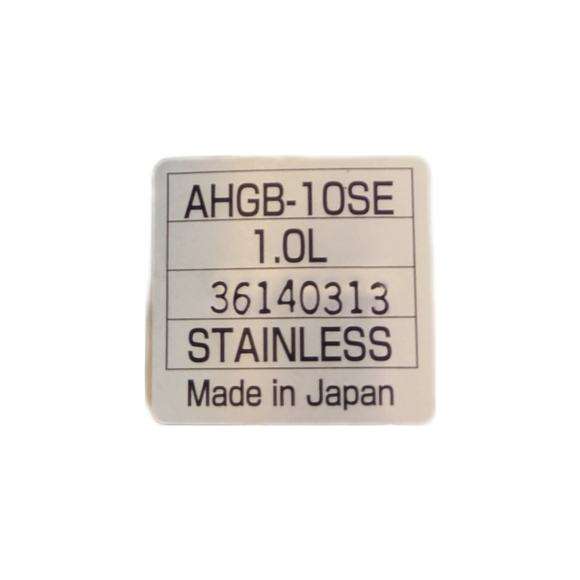 AHGB-10SE
1.0L
36140313
STAINLESS
Made in Japan